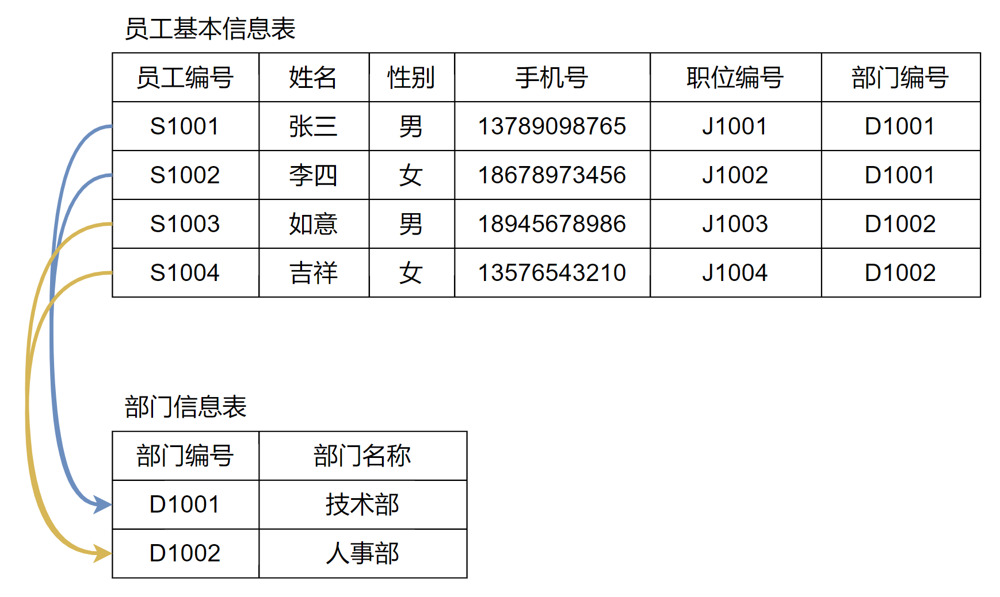 员工基本信息表
员工编号 姓名 性别 手机号 职位编号 部门编号
S1001 张三 男 13789098765 J1001 D1001
S1002 李四 女 18678973456 J1002 D1001
S1003 如意 男 18945678986 J1003 D1002
S1004 吉祥 女 13576543210 J1004 D1002
部门信息表
部门编号 部门名称
D1001 技术部
D1002 人事部